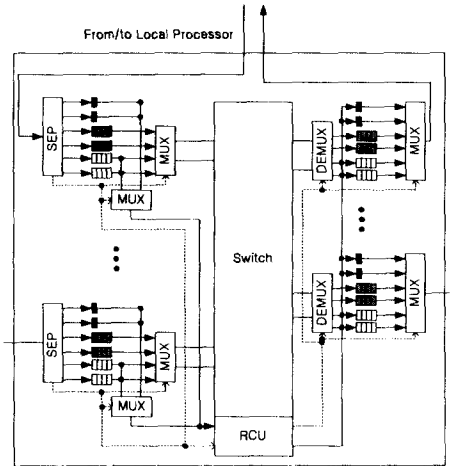 From/to Local Processor
SEP
MUX
MUX
DEMUX
MUX
Switch
SEP
MUX
MUX
DEMUX
MUX
RCU